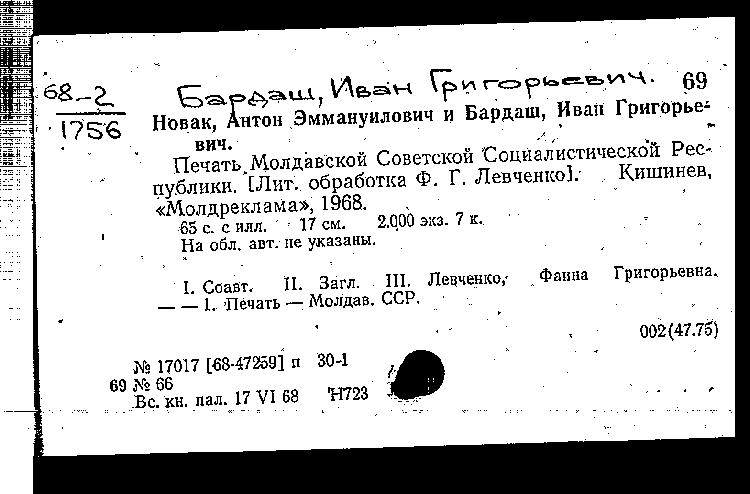 Бардаш, Иван Григорьевич. 69
68-2
1756
Новак, Антон Эммануилович и Бардаш, Иван Григорье-
вич.
Печать Молдавской Советской Социалистической Рес-
публики. [Лит. обработка Ф. Г. Левченко]. Кишинев,
«Молдреклама», 1968.
65 с. с илл. 17 см. 2.000 экз. 7 к.
На обл. авт. не указаны.
I. Соавт. II. Загл. III. Левченко, Фаина Григорьевна.
— — 1. Печать — Молдав. ССР.
002(47.75)
№ 17017 [68-47259] п 30-1
69 № 66
Вс. кн. пал. 17 VI 68 Н723